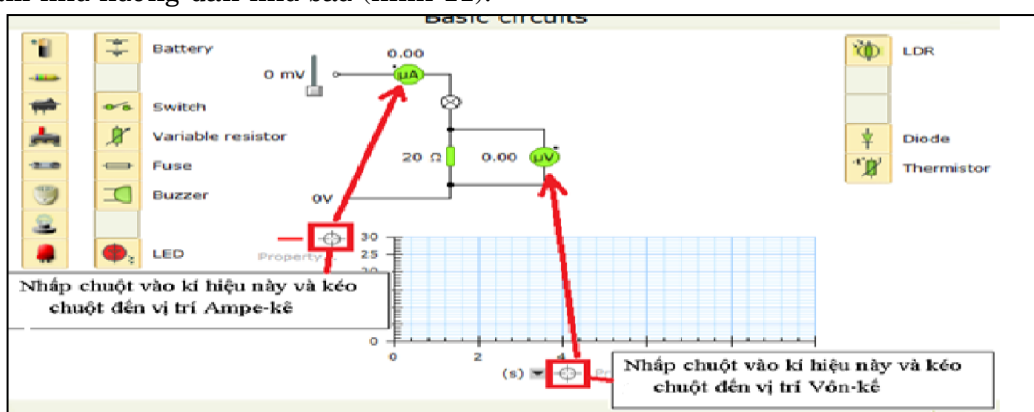 Basic circuits
Battery
0.00
LDR
0 mV
µA
Switch
Variable resistor
Diode
20 Ω
0.00
µV
Fuse
Thermistor
Buzzer
0V
LED
Property
30
25
Nhấp chuột vào kí hiệu này và kéo
chuột đến vị trí Ampe-kế
0
0
2
4
(s)
Nhấp chuột vào kí hiệu này và kéo
chuột đến vị trí Vôn-kế